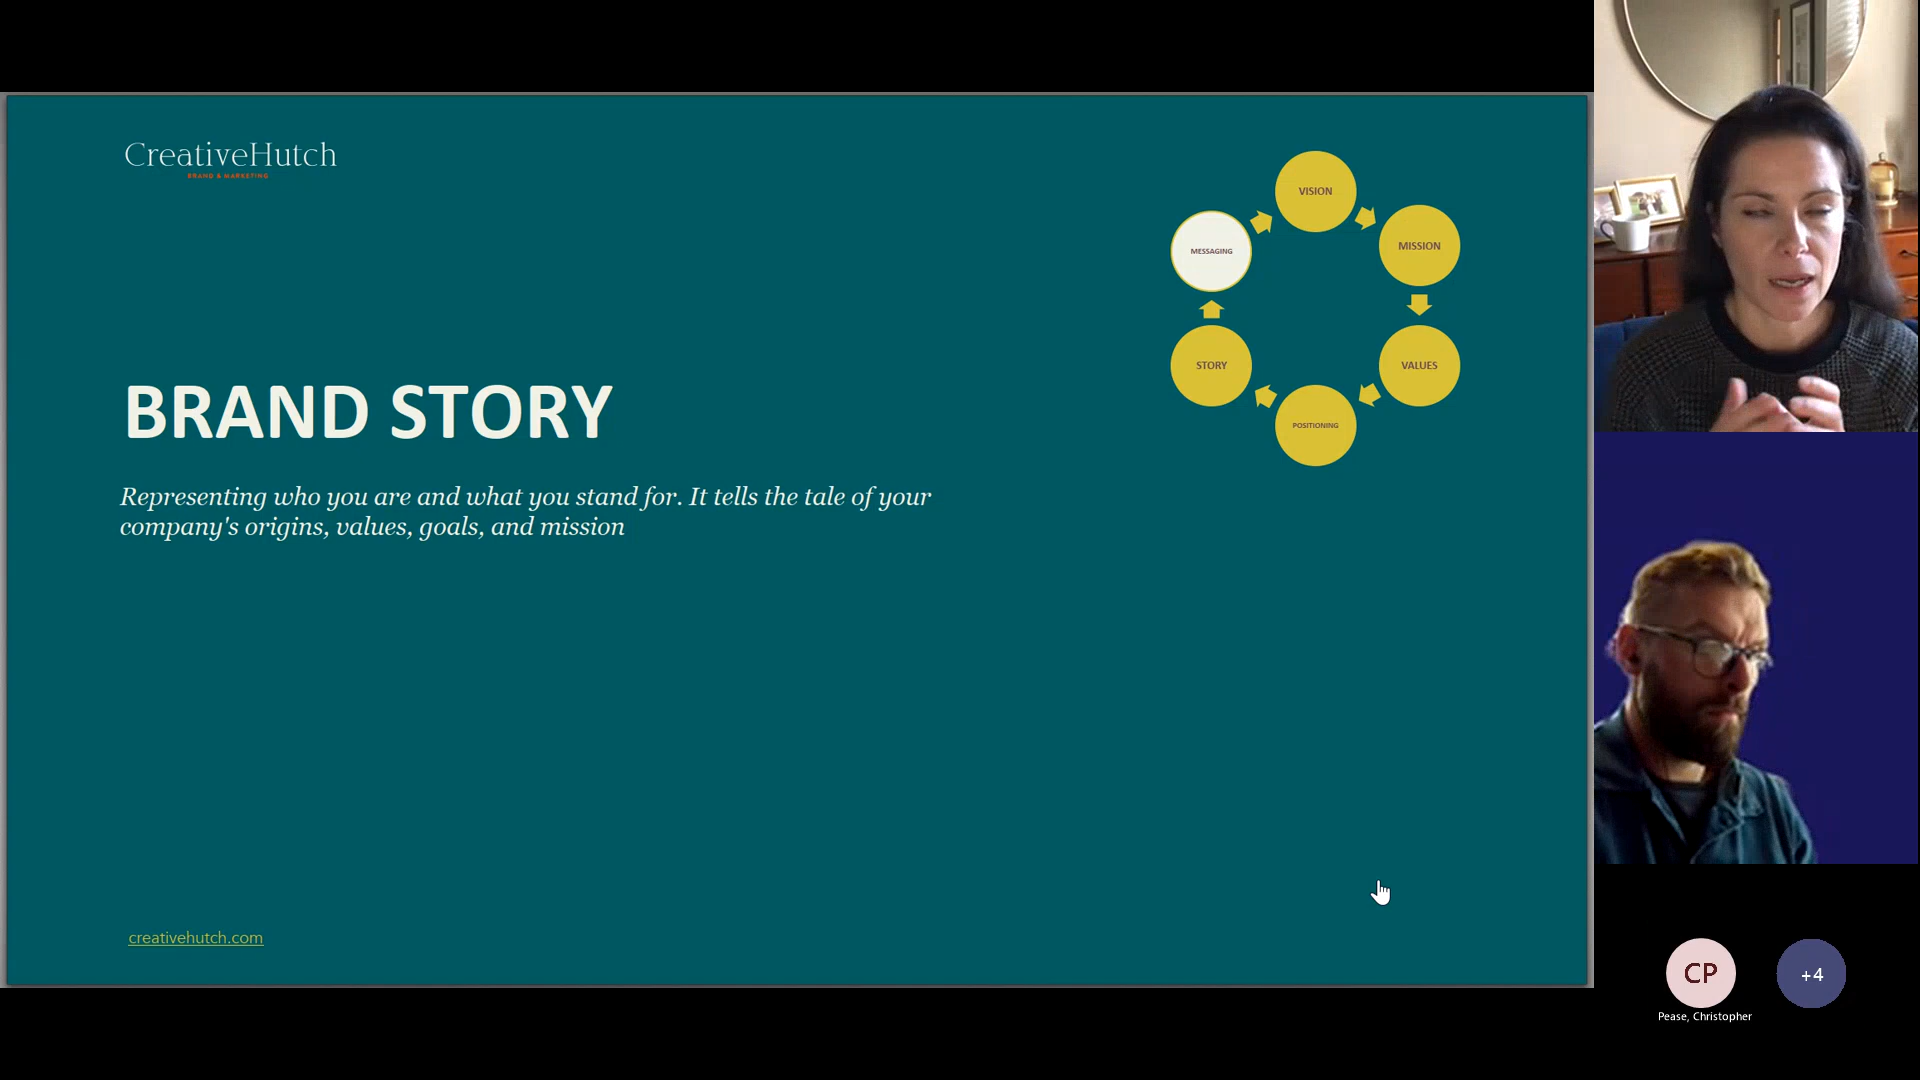 CreativeHutch
BRAND & MARKETING
VISION
MISSION
MESSAGING
STORY
VALUES
POSITIONING
BRAND STORY
Representing who you are and what you stand for. It tells the tale of your
company's origins, values, goals, and mission
creativehutch.com
CP
+4
Pease, Christopher